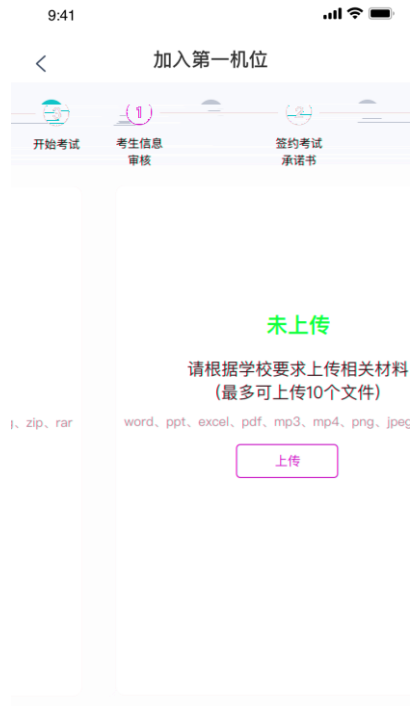 9:41
加入第一机位
1
开始考试
考生信息
审核
签约考试
承诺书
未上传
请根据学校要求上传相关材料
（最多可上传10个文件）
、zip、rar
word、ppt、excel、pdf、mp3、mp4、png、jpeg
上传